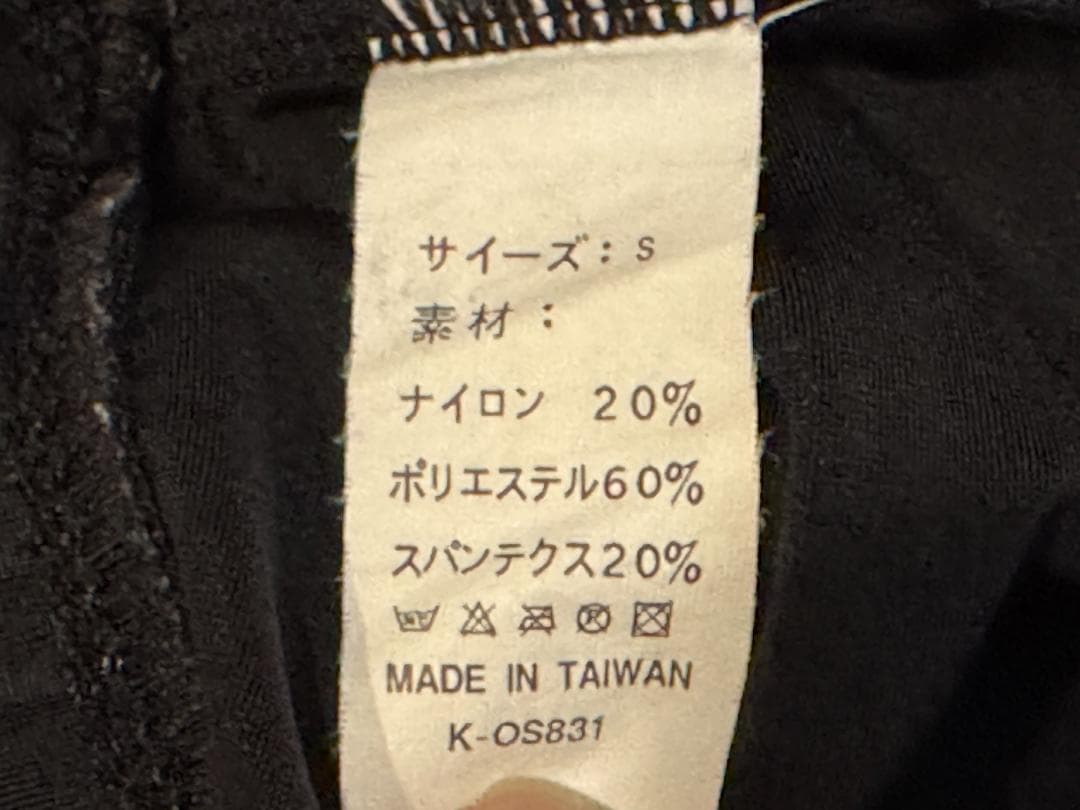 サイーズ：S
素材：
ナイロン 20%
ポリエステル60%
スパンテクス20%
MADE IN TAIWAN
K-OS831